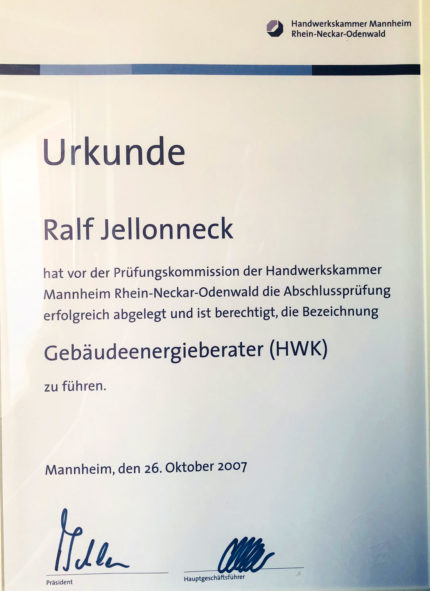 Handwerkskammer Mannheim
Rhein-Neckar-Odenwald
Urkunde
Ralf Jellonneck
hat vor der Prüfungskommission der Handwerkskammer
Mannheim Rhein-Neckar-Odenwald die Abschlussprüfung
erfolgreich abgelegt und ist berechtigt, die Bezeichnung
Gebäudeenergieberater (HWK)
zu führen.
Mannheim, den 26. Oktober 2007
Präsident
Hauptgeschäftsführer